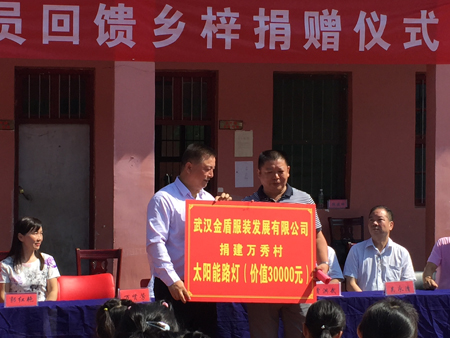 员回馈乡梓捐赠仪式
武汉金盾服装发展有限公司
捐建万秀村
太阳能路灯（价值30000元